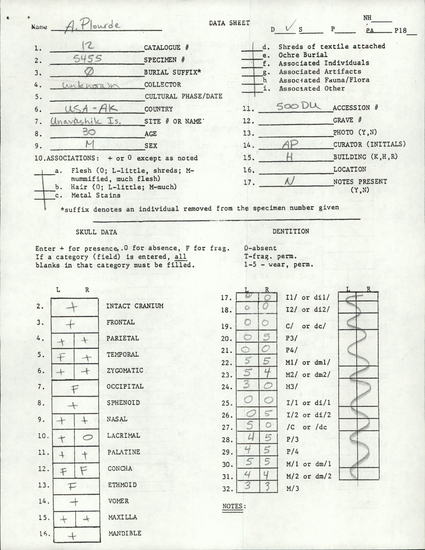 Name A. Plourde DATA SHEET D ✓ S P NH PA P18
1. 12 CATALOGUE #
2. 5455 SPECIMEN #
3. Ø BURIAL SUFFIX*
4. unknown COLLECTOR
5. CULTURAL PHASE/DATE
6. USA-AK COUNTRY
7. Unavashik Is. SITE # OR NAME
8. 30 AGE
9. M SEX
10. ASSOCIATIONS: + or 0 except as noted
a. Flesh (0; L-little, shreds; M-mummified, much flesh)
b. Hair (0; L-little; M-much)
c. Metal Stains
d. Shreds of textile attached
e. Ochre Burial
f. Associated Individuals
g. Associated Artifacts
h. Associated Fauna/Flora
i. Other
11. 500DU ACCESSION #
12. GRAVE #
13. PHOTO (Y,N)
14. AP CURATOR (INITIALS)
15. H BUILDING (K,H,R)
16. LOCATION
17. N NOTES PRESENT (Y,N)
*suffix denotes an individual removed from the specimen number given
SKULL DATA
Enter + for presence, 0 for absence, F for frag.
If a category (field) is entered, all
blanks in that category must be filled.
L R
2. + INTACT CRANIUM
3. + FRONTAL
4. + + PARIETAL
5. F + TEMPORAL
6. + + ZYGOMATIC
7. F OCCIPITAL
8. + SPHENOID
9. + + NASAL
10. + O LACRIMAL
11. + + PALATINE
12. F F CONCHA
13. F ETHMOID
14. + VOMER
15. + + MAXILLA
16. + MANDIBLE
DENTITION
0-absent
T-frag. perm.
1-5 - wear, perm.
L R L R
17. 0 0 I1/ or di1/
18. 0 0 I2/ or di2/
19. 0 0 C/ or dc/
20. 0 5 P3/
21. 0 0 P4/
22. 5 5 M1/ or dm1/
23. 5 4 M2/ or dm2/
24. 3 0 M3/
25. 0 0 I/1 or di/1
26. 0 5 I/2 or di/2
27. 5 0 /C or /dc
28. 4 5 P/3
29. 5 5 P/4
30. 5 5 M/1 or dm/1
31. 4 4 M/2 or dm/2
32. 3 3 M/3
NOTES: